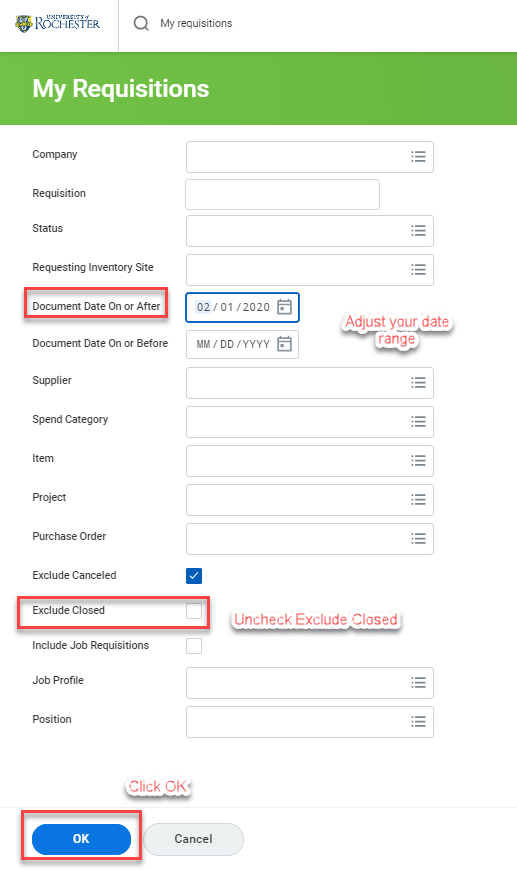 UNIVERSITY of
ROCHESTER
My requisitions
My Requisitions
Company
Requisition
Status
Requesting Inventory Site
Document Date On or After
02 / 01 / 2020
Adjust your date
range
Document Date On or Before
MM / DD / YYYY
Supplier
Spend Category
Item
Project
Purchase Order
Exclude Canceled
Exclude Closed
Uncheck Exclude Closed
Include Job Requisitions
Job Profile
Position
Click OK
OK
Cancel